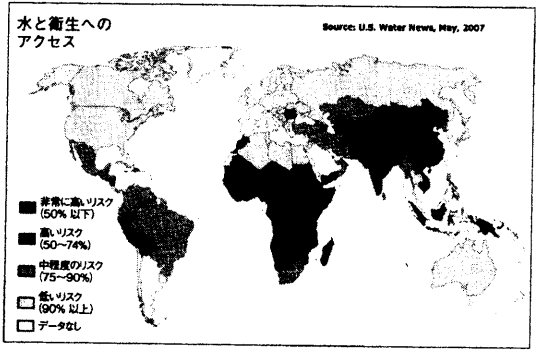 水と衛生への
アクセス
Source: U.S. Water News, May, 2007
非常に高いリスク
(50% 以下)
高いリスク
(50〜74%)
中程度のリスク
(75〜90%)
低いリスク
(90% 以上)
データなし